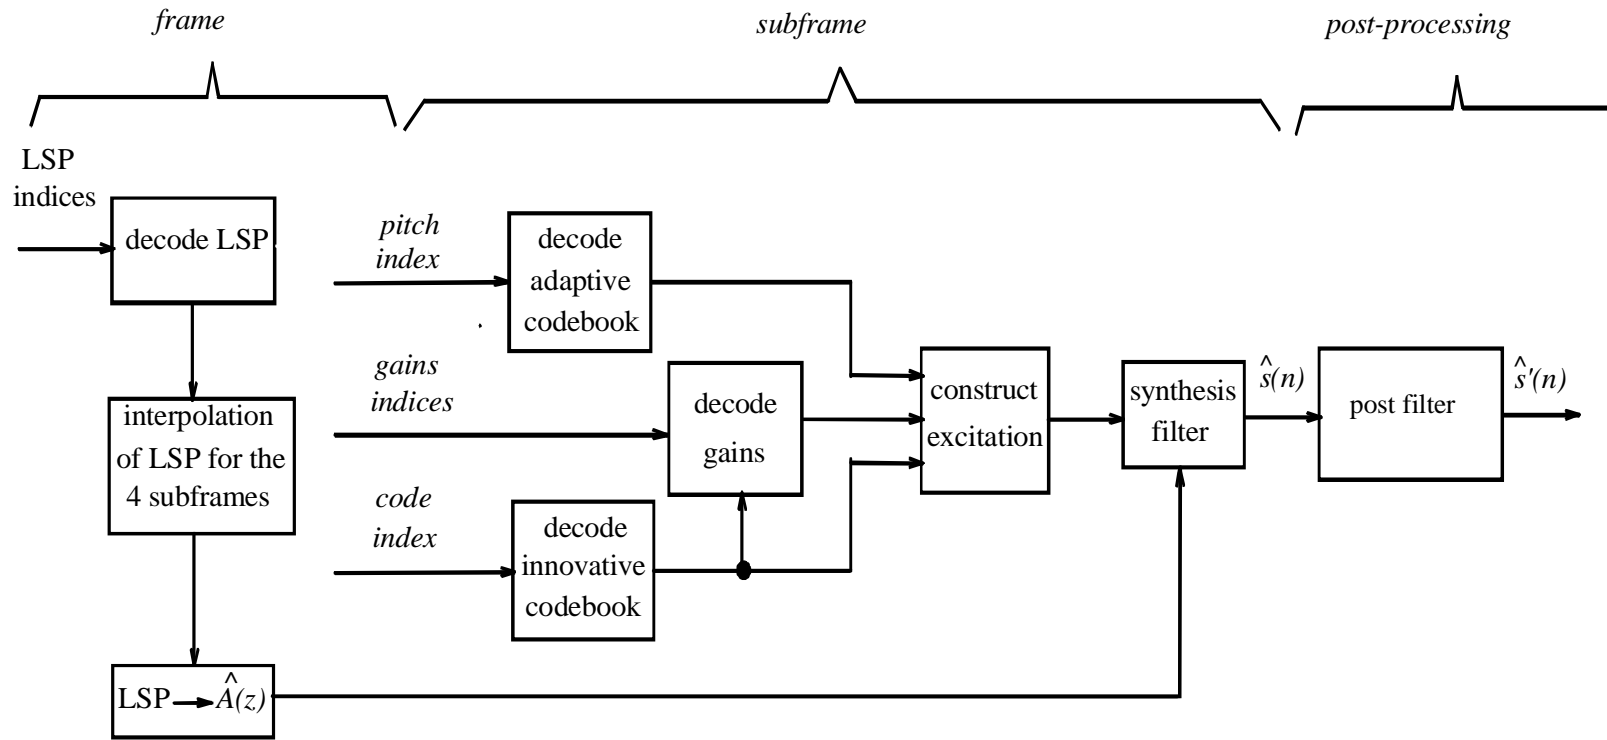 frame
subframe
post-processing
LSP
indices
decode LSP
interpolation
of LSP for the
4 subframes
LSP → Â(z)
pitch
index
decode
adaptive
codebook
gains
indices
decode
gains
code
index
decode
innovative
codebook
construct
excitation
synthesis
filter
ŝ(n)
post filter
ŝ'(n)